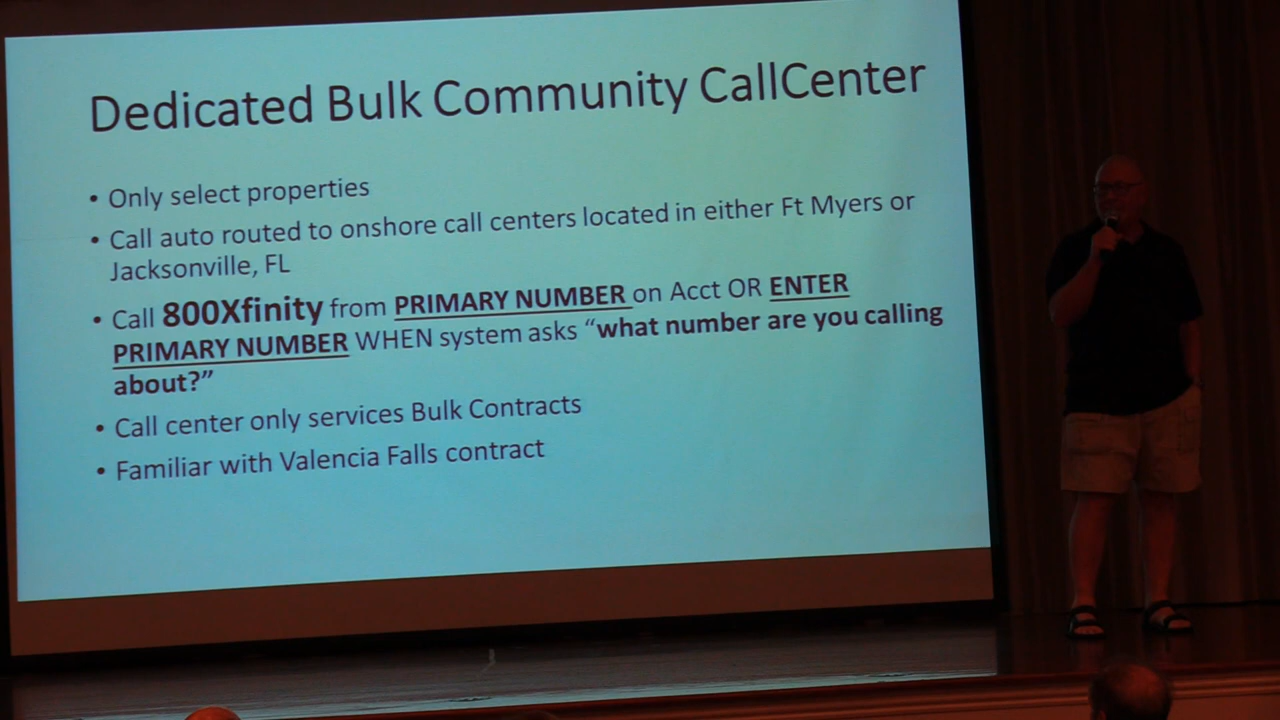 Dedicated Bulk Community CallCenter
• Only select properties
• Call auto routed to onshore call centers located in either Ft Myers or
Jacksonville, FL
• Call 800Xfinity from PRIMARY NUMBER on Acct OR ENTER
PRIMARY NUMBER WHEN system asks “what number are you calling
about?”
• Call center only services Bulk Contracts
• Familiar with Valencia Falls contract